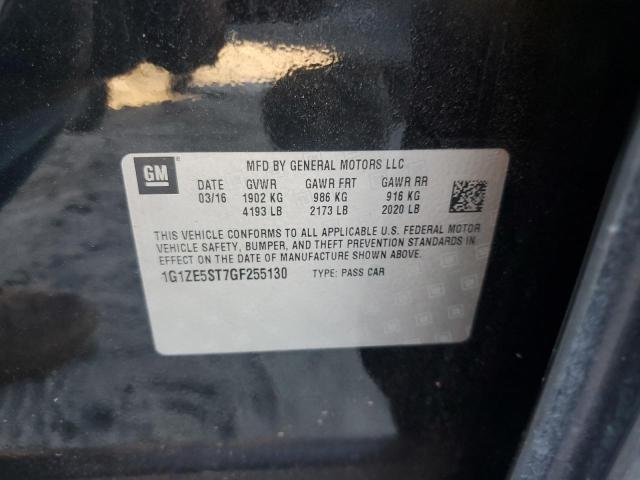 GM ® MFD BY GENERAL MOTORS LLC
DATE GVWR GAWR FRT GAWR RR
03/16 1902 KG 986 KG 916 KG
4193 LB 2173 LB 2020 LB
THIS VEHICLE CONFORMS TO ALL APPLICABLE U.S. FEDERAL MOTOR
VEHICLE SAFETY, BUMPER, AND THEFT PREVENTION STANDARDS IN
EFFECT ON THE DATE OF MANUFACTURE SHOWN ABOVE.
1G1ZE5ST7GF255130 TYPE: PASS CAR